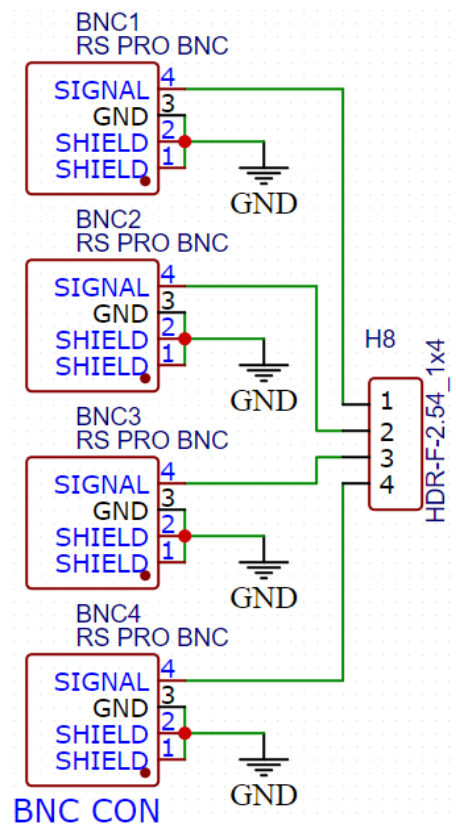 BNC1
RS PRO BNC
SIGNAL 4
GND 3
SHIELD 2
SHIELD 1
GND
BNC2
RS PRO BNC
SIGNAL 4
GND 3
SHIELD 2
SHIELD 1
GND
H8
1
2
3
4
HDR-F-2.54_1x4
BNC3
RS PRO BNC
SIGNAL 4
GND 3
SHIELD 2
SHIELD 1
GND
BNC4
RS PRO BNC
SIGNAL 4
GND 3
SHIELD 2
SHIELD 1
GND
BNC CON